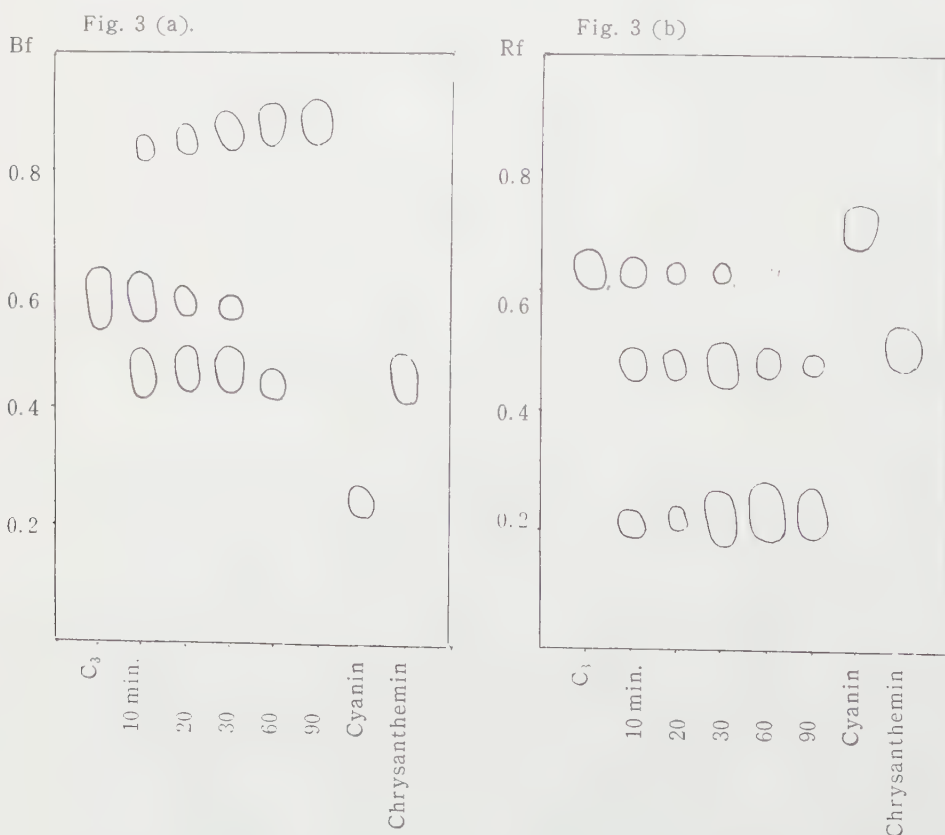 Fig. 3 (a).
Bf
0.8
0.6
0.4
0.2
C₃
10 min.
20
30
60
90
Cyanin
Chrysanthemin
Fig. 3 (b)
Rf
0.8
0.6
0.4
0.2
C₃
10 min.
20
30
60
90
Cyanin
Chrysanthemin